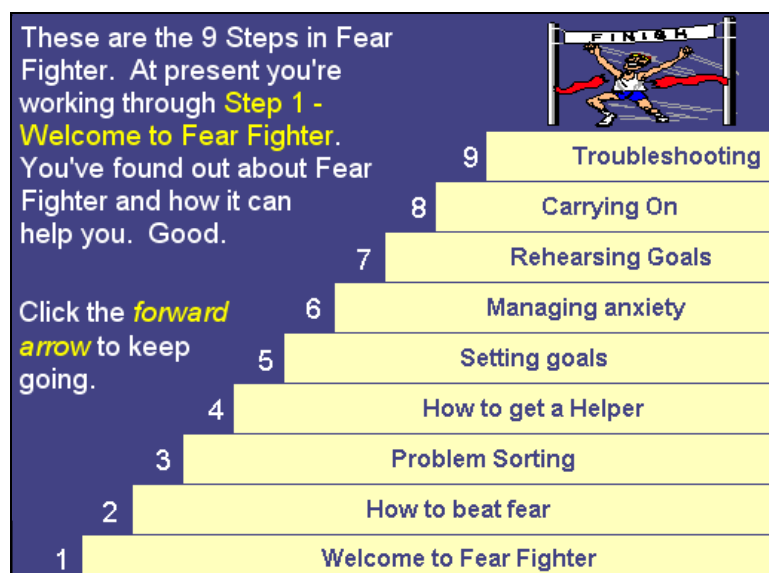 These are the 9 Steps in Fear
Fighter. At present you're
working through Step 1 -
Welcome to Fear Fighter.
You've found out about Fear
Fighter and how it can
help you. Good.
Click the forward
arrow to keep
going.
FINISH
9 Troubleshooting
8 Carrying On
7 Rehearsing Goals
6 Managing anxiety
5 Setting goals
4 How to get a Helper
3 Problem Sorting
2 How to beat fear
1 Welcome to Fear Fighter